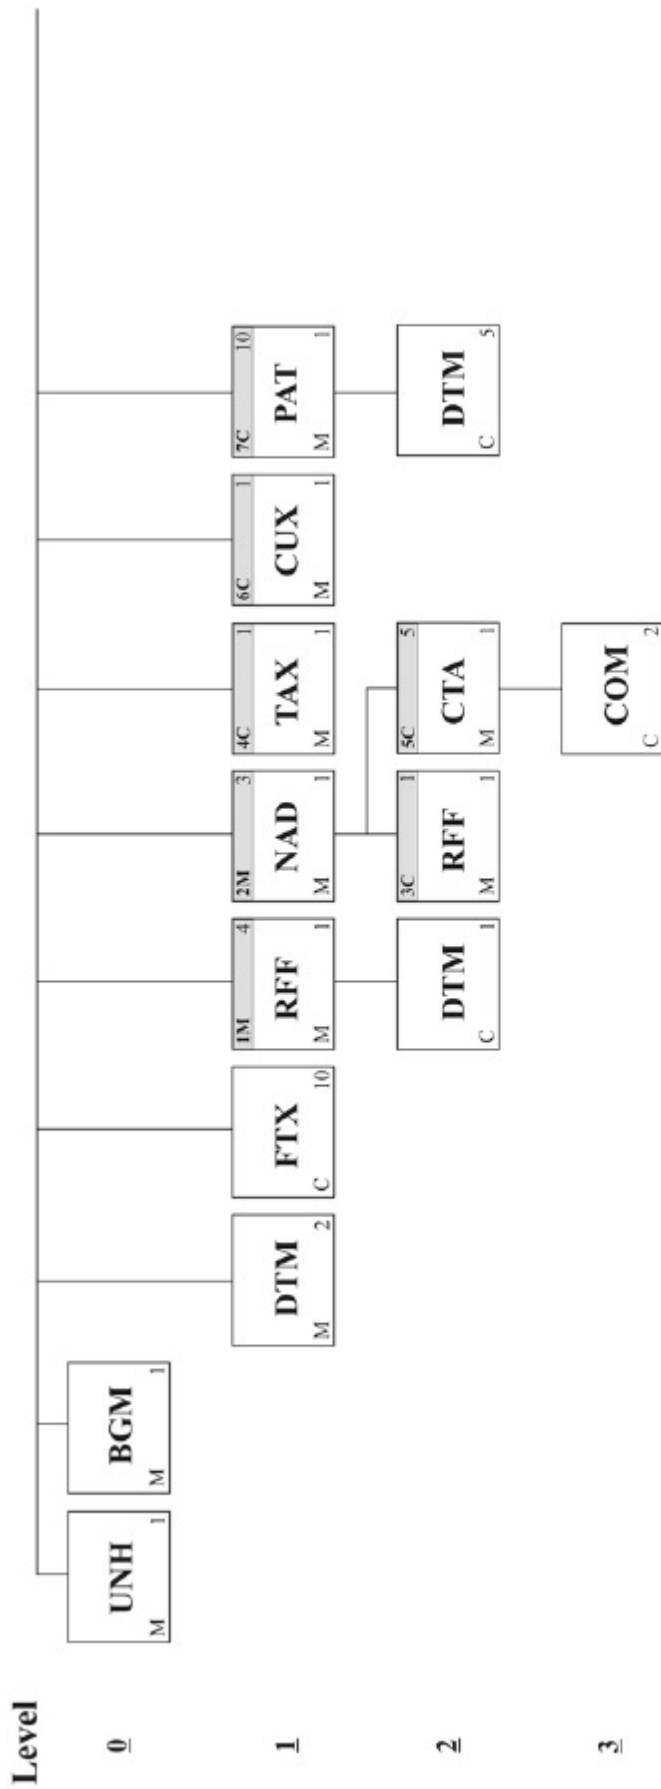 Level
0
UNH
M 1
BGM
M 1
1
DTM
M 2
FTX
C 10
1M 4
RFF
M 1
2M 3
NAD
M 1
4C 1
TAX
M 1
6C 1
CUX
M 1
7C 10
PAT
M 1
2
DTM
C 1
3C 1
RFF
M 1
5C 5
CTA
M 1
DTM
C 5
3
COM
C 2